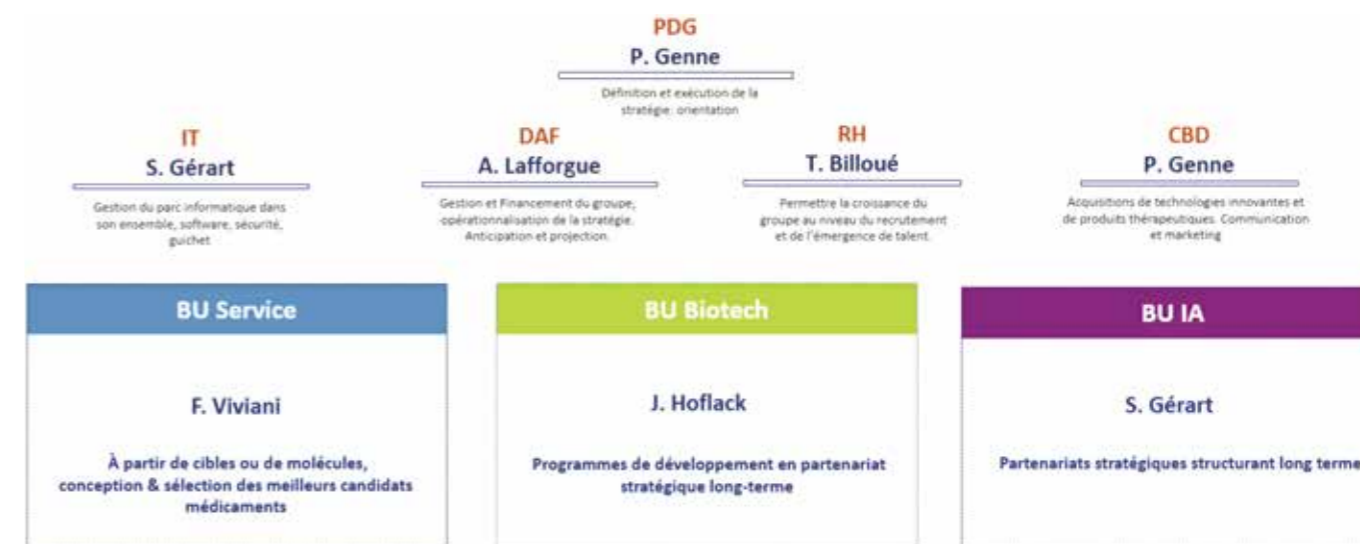 PDG
P. Genne
Définition et exécution de la
stratégie, orientation
IT
S. Gérart
Gestion du parc informatique dans
son ensemble, software, sécurité,
guichet
DAF
A. Lafforgue
Gestion et Financement du groupe,
opérationnalisation de la stratégie.
Anticipation et projection.
RH
T. Billoué
Permettre la croissance du
groupe au niveau du recrutement
et de l'émergence de talent.
CBD
P. Genne
Acquisitions de technologies innovantes et
de produits thérapeutiques. Communication
et marketing
BU Service
F. Viviani
À partir de cibles ou de molécules,
conception & sélection des meilleurs candidats
médicaments
BU Biotech
J. Hoflack
Programmes de développement en partenariat
stratégique long-terme
BU IA
S. Gérart
Partenariats stratégiques structurant long terme